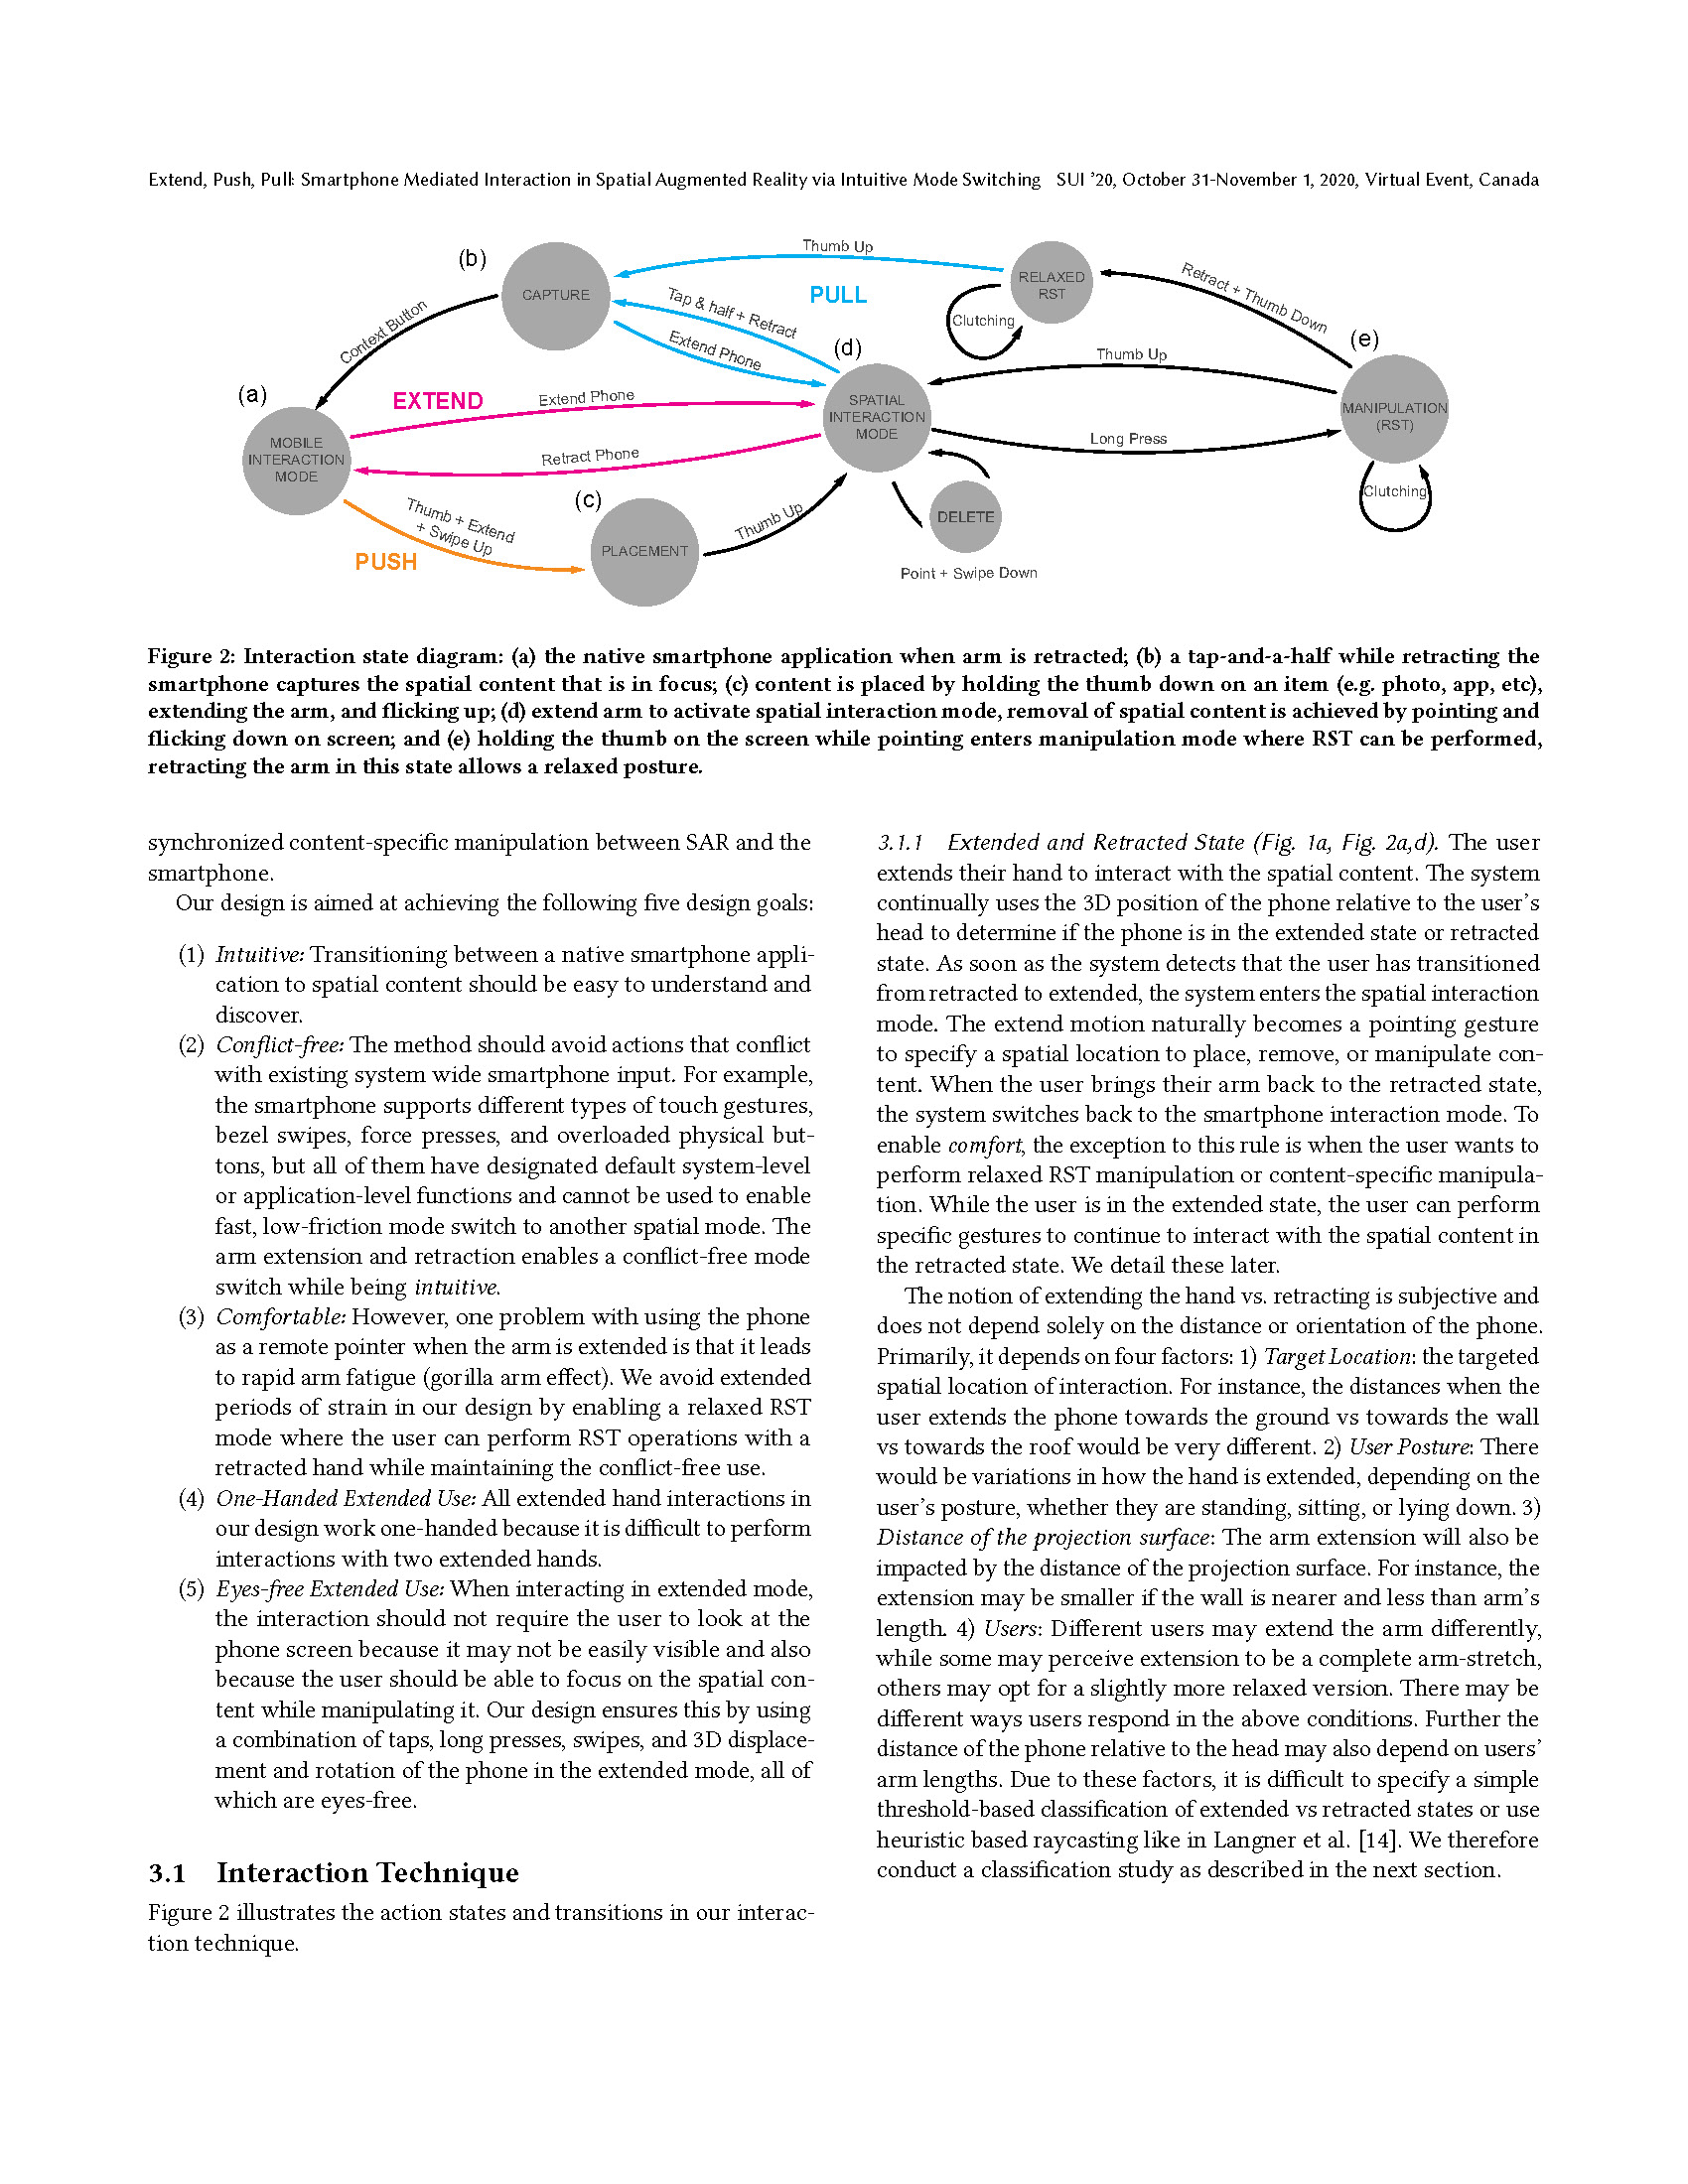 Extend, Push, Pull: Smartphone Mediated Interaction in Spatial Augmented Reality via Intuitive Mode Switching SUI ’20, October 31-November 1, 2020, Virtual Event, Canada
(b)
CAPTURE
Thumb Up
PULL
Tap & half + Retract
Extend Phone
Context Button
RELAXED
RST
Clutching
Retract + Thumb Down
(e)
MANIPULATION
(RST)
Clutching
Thumb Up
Long Press
(d)
SPATIAL
INTERACTION
MODE
(a)
MOBILE
INTERACTION
MODE
EXTEND
Extend Phone
Retract Phone
Thumb + Extend
+ Swipe Up
PUSH
(c)
PLACEMENT
Thumb Up
DELETE
Point + Swipe Down
Figure 2: Interaction state diagram: (a) the native smartphone application when arm is retracted; (b) a tap-and-a-half while retracting the
smartphone captures the spatial content that is in focus; (c) content is placed by holding the thumb down on an item (e.g. photo, app, etc),
extending the arm, and flicking up; (d) extend arm to activate spatial interaction mode, removal of spatial content is achieved by pointing and
flicking down on screen; and (e) holding the thumb on the screen while pointing enters manipulation mode where RST can be performed,
retracting the arm in this state allows a relaxed posture.
synchronized content-specific manipulation between SAR and the
smartphone.
Our design is aimed at achieving the following five design goals:
(1) Intuitive: Transitioning between a native smartphone appli-
cation to spatial content should be easy to understand and
discover.
(2) Conflict-free: The method should avoid actions that conflict
with existing system wide smartphone input. For example,
the smartphone supports different types of touch gestures,
bezel swipes, force presses, and overloaded physical but-
tons, but all of them have designated default system-level
or application-level functions and cannot be used to enable
fast, low-friction mode switch to another spatial mode. The
arm extension and retraction enables a conflict-free mode
switch while being intuitive.
(3) Comfortable: However, one problem with using the phone
as a remote pointer when the arm is extended is that it leads
to rapid arm fatigue (gorilla arm effect). We avoid extended
periods of strain in our design by enabling a relaxed RST
mode where the user can perform RST operations with a
retracted hand while maintaining the conflict-free use.
(4) One-Handed Extended Use: All extended hand interactions in
our design work one-handed because it is difficult to perform
interactions with two extended hands.
(5) Eyes-free Extended Use: When interacting in extended mode,
the interaction should not require the user to look at the
phone screen because it may not be easily visible and also
because the user should be able to focus on the spatial con-
tent while manipulating it. Our design ensures this by using
a combination of taps, long presses, swipes, and 3D displace-
ment and rotation of the phone in the extended mode, all of
which are eyes-free.
3.1 Interaction Technique
Figure 2 illustrates the action states and transitions in our interac-
tion technique.
3.1.1 Extended and Retracted State (Fig. 1a, Fig. 2a,d). The user
extends their hand to interact with the spatial content. The system
continually uses the 3D position of the phone relative to the user’s
head to determine if the phone is in the extended state or retracted
state. As soon as the system detects that the user has transitioned
from retracted to extended, the system enters the spatial interaction
mode. The extend motion naturally becomes a pointing gesture
to specify a spatial location to place, remove, or manipulate con-
tent. When the user brings their arm back to the retracted state,
the system switches back to the smartphone interaction mode. To
enable comfort, the exception to this rule is when the user wants to
perform relaxed RST manipulation or content-specific manipula-
tion. While the user is in the extended state, the user can perform
specific gestures to continue to interact with the spatial content in
the retracted state. We detail these later.
The notion of extending the hand vs. retracting is subjective and
does not depend solely on the distance or orientation of the phone.
Primarily, it depends on four factors: 1) Target Location: the targeted
spatial location of interaction. For instance, the distances when the
user extends the phone towards the ground vs towards the wall
vs towards the roof would be very different. 2) User Posture: There
would be variations in how the hand is extended, depending on the
user’s posture, whether they are standing, sitting, or lying down. 3)
Distance of the projection surface: The arm extension will also be
impacted by the distance of the projection surface. For instance, the
extension may be smaller if the wall is nearer and less than arm’s
length. 4) Users: Different users may extend the arm differently,
while some may perceive extension to be a complete arm-stretch,
others may opt for a slightly more relaxed version. There may be
different ways users respond in the above conditions. Further the
distance of the phone relative to the head may also depend on users’
arm lengths. Due to these factors, it is difficult to specify a simple
threshold-based classification of extended vs retracted states or use
heuristic based raycasting like in Langner et al. [14]. We therefore
conduct a classification study as described in the next section.